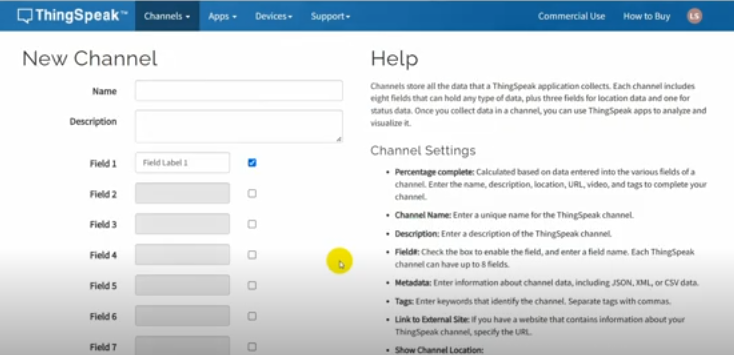 ThingSpeak™ Channels Apps Devices Support Commercial Use How to Buy LS
New Channel
Name
Description
Field 1 Field Label 1
Field 2
Field 3
Field 4
Field 5
Field 6
Field 7
Help
Channels store all the data that a ThingSpeak application collects. Each channel includes
eight fields that can hold any type of data, plus three fields for location data and one for
status data. Once you collect data in a channel, you can use ThingSpeak apps to analyze and
visualize it.
Channel Settings
• Percentage complete: Calculated based on data entered into the various fields of a
channel. Enter the name, description, location, URL, video, and tags to complete your
channel.
• Channel Name: Enter a unique name for the ThingSpeak channel.
• Description: Enter a description of the ThingSpeak channel.
• Field#: Check the box to enable the field, and enter a field name. Each ThingSpeak
channel can have up to 8 fields.
• Metadata: Enter information about channel data, including JSON, XML, or CSV data.
• Tags: Enter keywords that identify the channel. Separate tags with commas.
• Link to External Site: If you have a website that contains information about your
ThingSpeak channel, specify the URL.
• Show Channel Location: